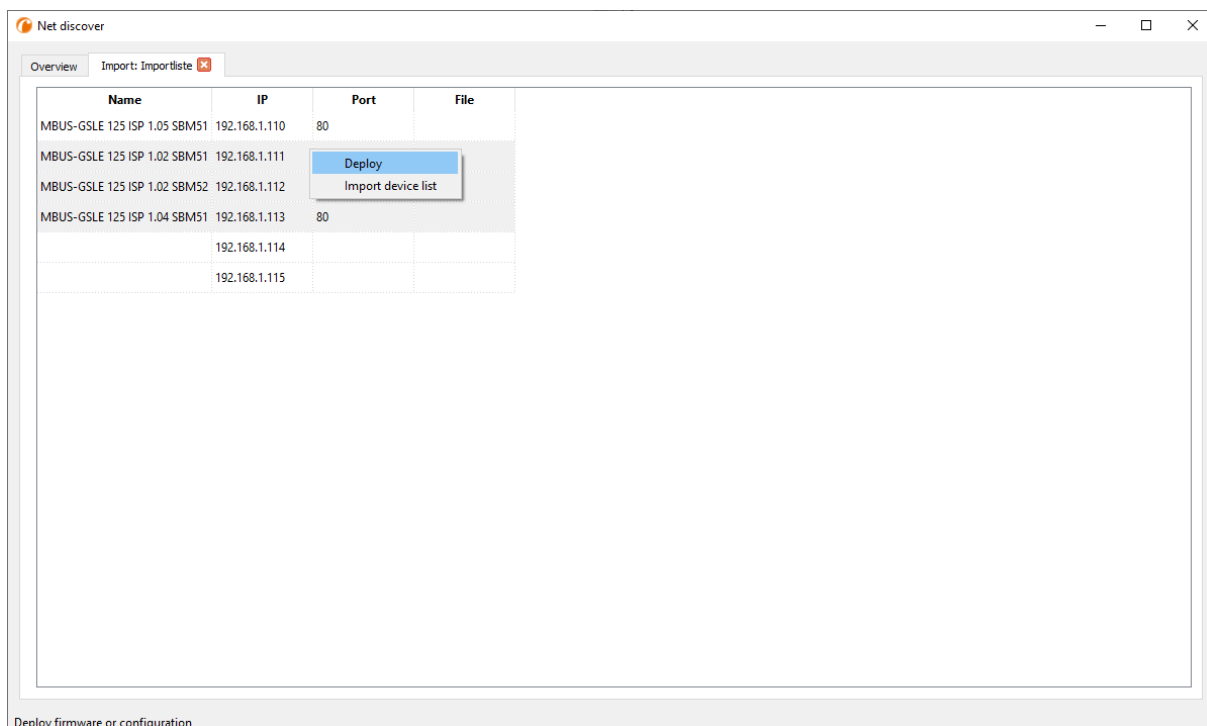 Net discover
Overview Import: Importliste
Name IP Port File
MBUS-GSLE 125 ISP 1.05 SBM51 192.168.1.110 80
MBUS-GSLE 125 ISP 1.02 SBM51 192.168.1.111
Deploy
MBUS-GSLE 125 ISP 1.02 SBM52 192.168.1.112
Import device list
MBUS-GSLE 125 ISP 1.04 SBM51 192.168.1.113 80
192.168.1.114
192.168.1.115
Deploy firmware or configuration